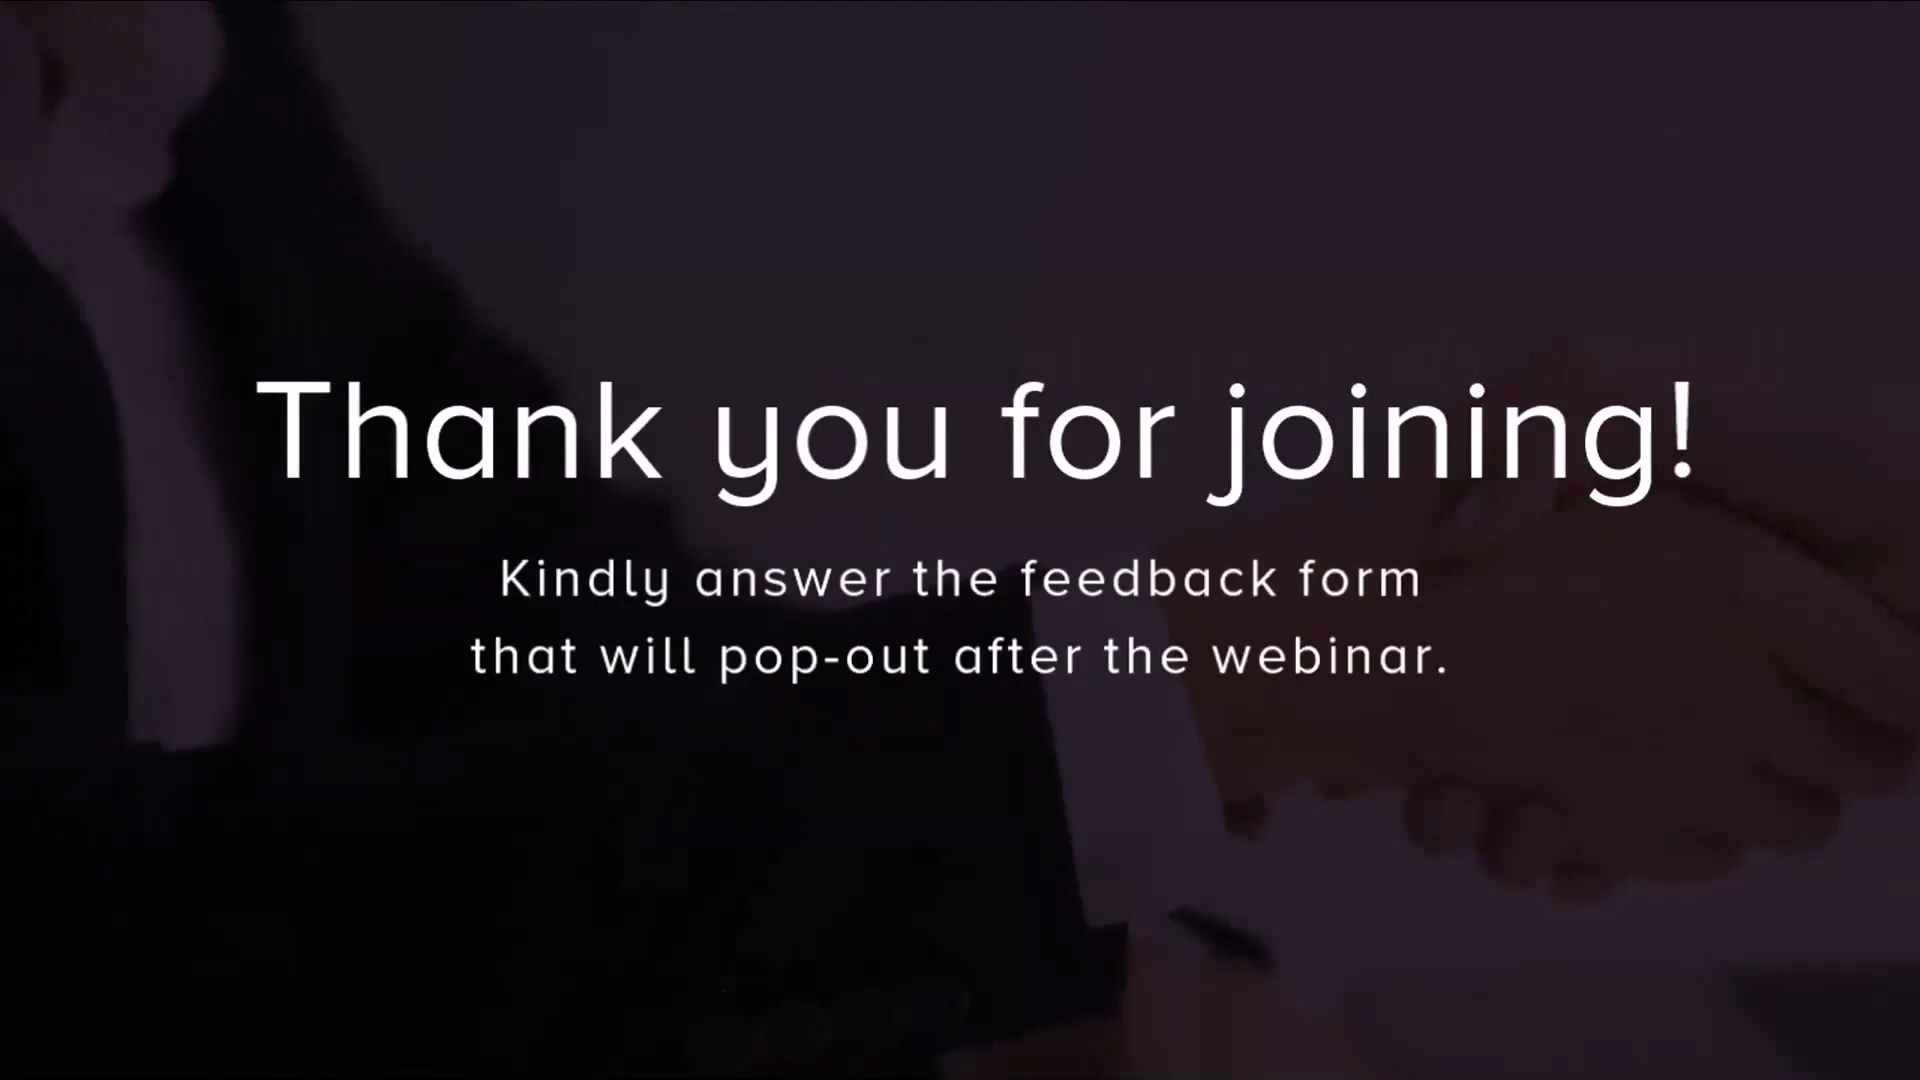 Thank you for joining!
Kindly answer the feedback form
that will pop-out after the webinar.